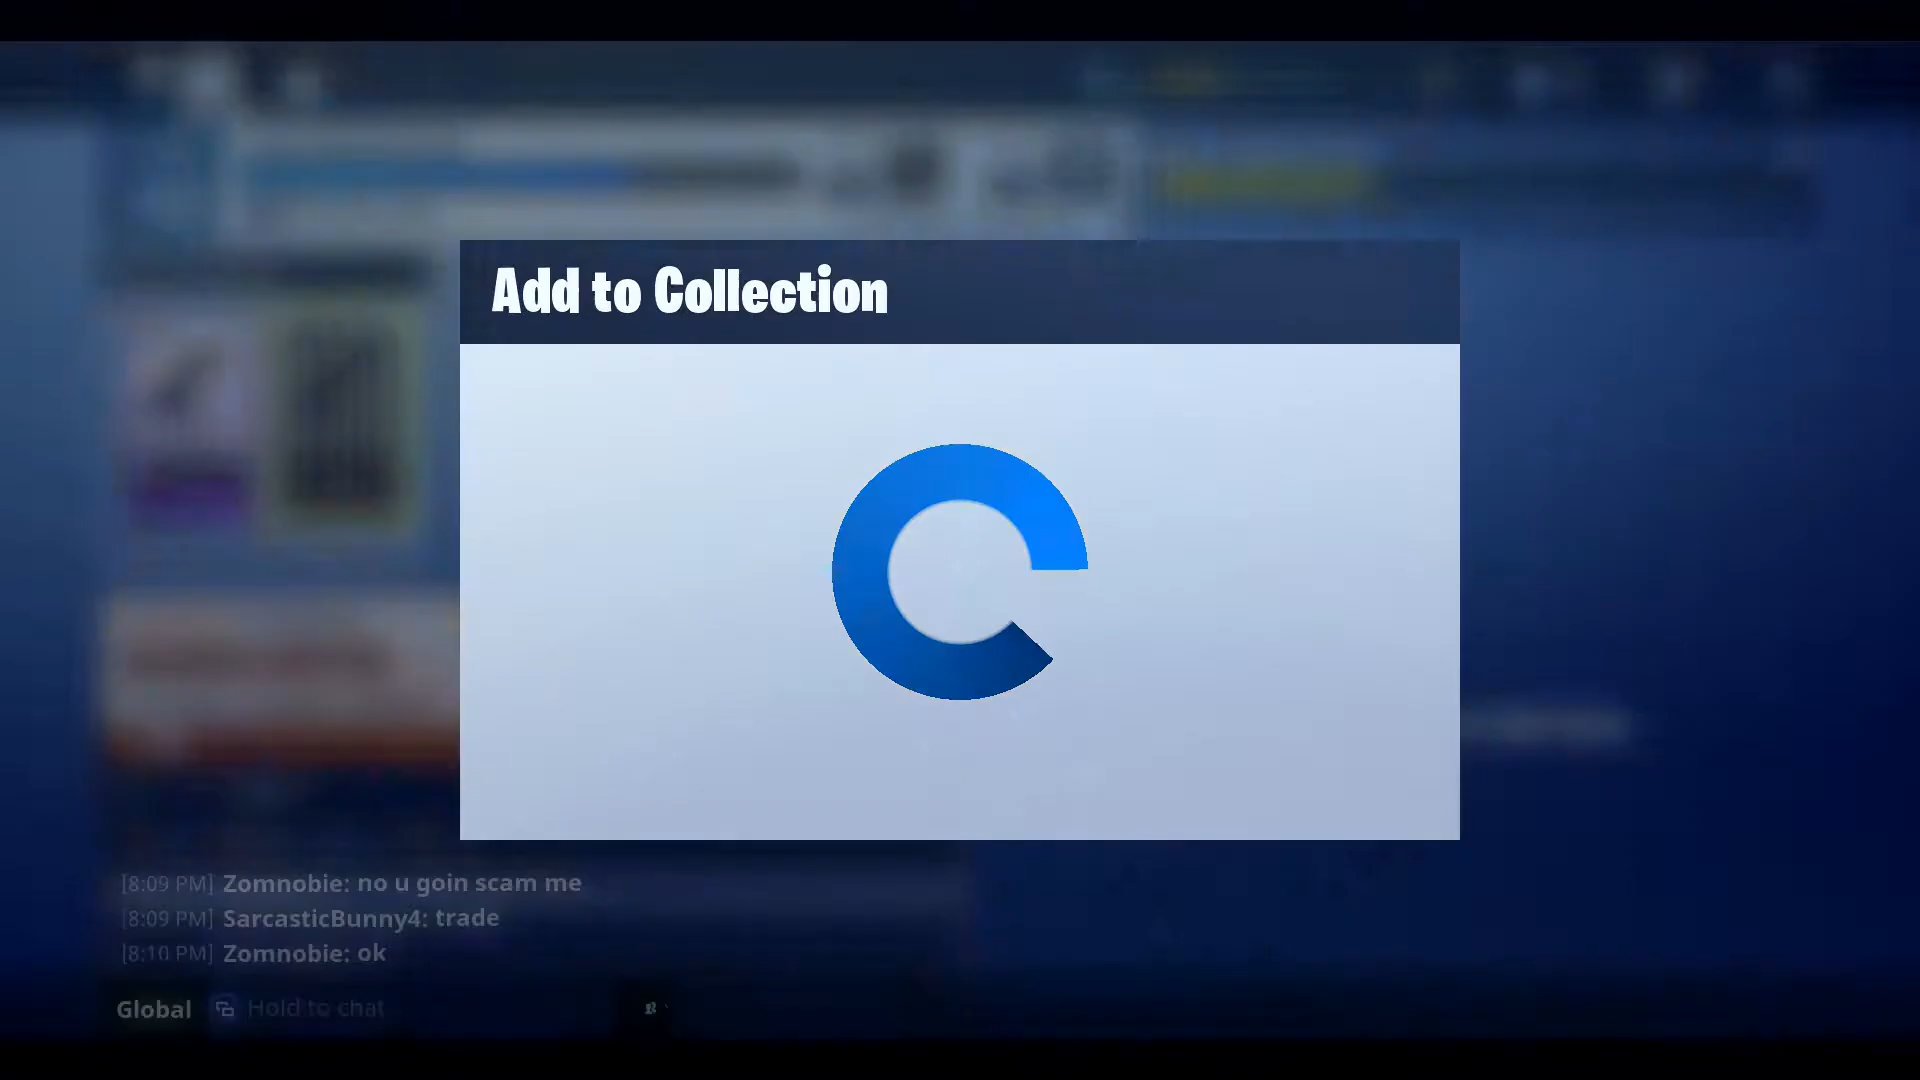 Add to Collection
[8:09 PM] Zomnobie: no u goin scam me
[8:09 PM] SarcasticBunny4: trade
[8:10 PM] Zomnobie: ok
Global Hold to chat